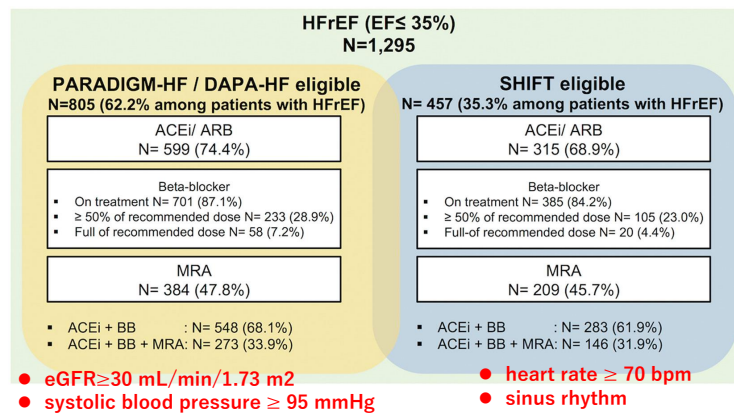 HFrEF (EF≤ 35%)
N=1,295
PARADIGM-HF / DAPA-HF eligible
N=805 (62.2% among patients with HFrEF)
ACEi/ ARB
N= 599 (74.4%)
Beta-blocker
▪ On treatment N= 701 (87.1%)
▪ ≥ 50% of recommended dose N= 233 (28.9%)
▪ Full of recommended dose N= 58 (7.2%)
MRA
N= 384 (47.8%)
▪ ACEi + BB : N= 548 (68.1%)
▪ ACEi + BB + MRA: N= 273 (33.9%)
● eGFR≥30 mL/min/1.73 m2
● systolic blood pressure ≥ 95 mmHg
SHIFT eligible
N= 457 (35.3% among patients with HFrEF)
ACEi/ ARB
N= 315 (68.9%)
Beta-blocker
▪ On treatment N= 385 (84.2%)
▪ ≥ 50% of recommended dose N= 105 (23.0%)
▪ Full-of recommended dose N= 20 (4.4%)
MRA
N= 209 (45.7%)
▪ ACEi + BB : N= 283 (61.9%)
▪ ACEi + BB + MRA: N= 146 (31.9%)
● heart rate ≥ 70 bpm
● sinus rhythm